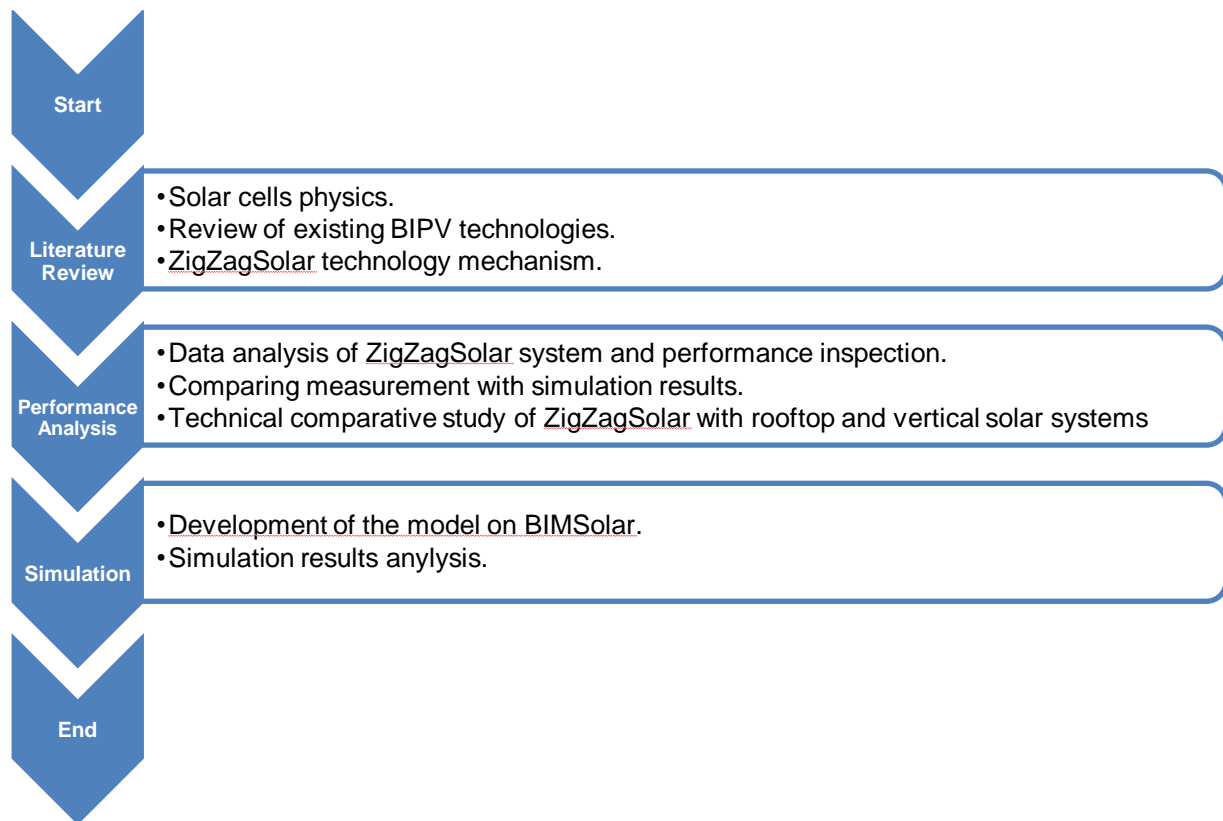 Start
Literature
Review
•Solar cells physics.
•Review of existing BIPV technologies.
•ZigZagSolar technology mechanism.
Performance
Analysis
•Data analysis of ZigZagSolar system and performance inspection.
•Comparing measurement with simulation results.
•Technical comparative study of ZigZagSolar with rooftop and vertical solar systems
Simulation
•Development of the model on BIMSolar.
•Simulation results anylysis.
End